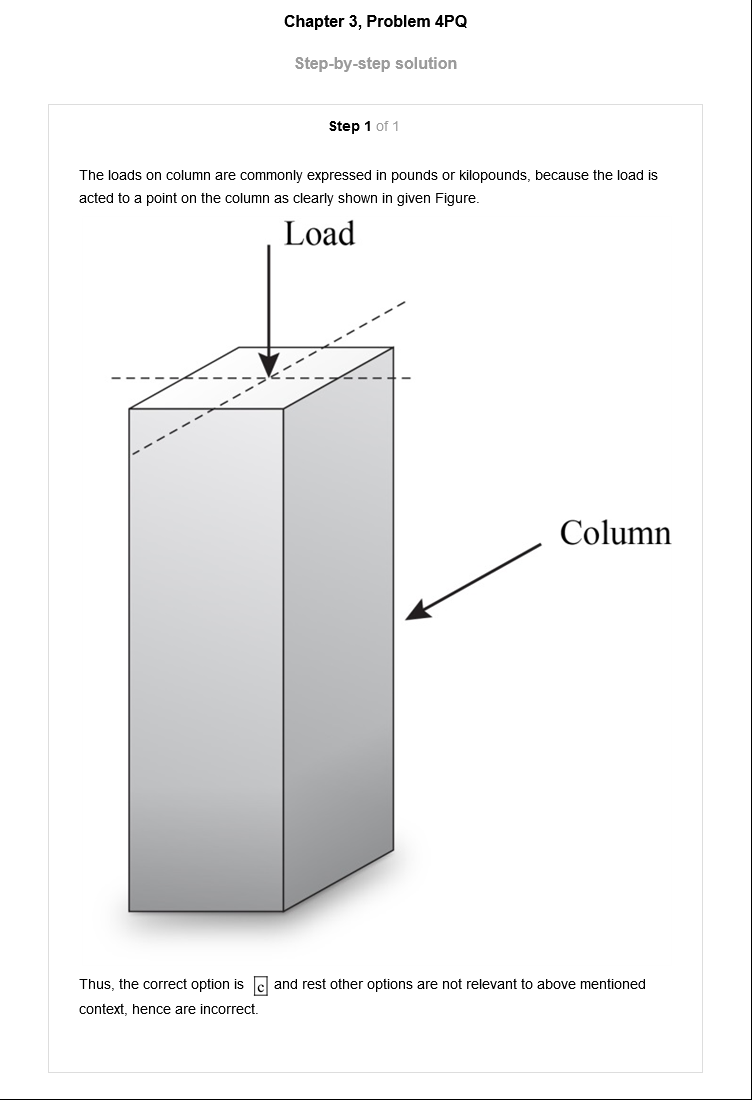 Chapter 3, Problem 4PQ
Step-by-step solution
Step 1 of 1
The loads on column are commonly expressed in pounds or kilopounds, because the load is
acted to a point on the column as clearly shown in given Figure.
Load
Column
Thus, the correct option is c and rest other options are not relevant to above mentioned
context, hence are incorrect.